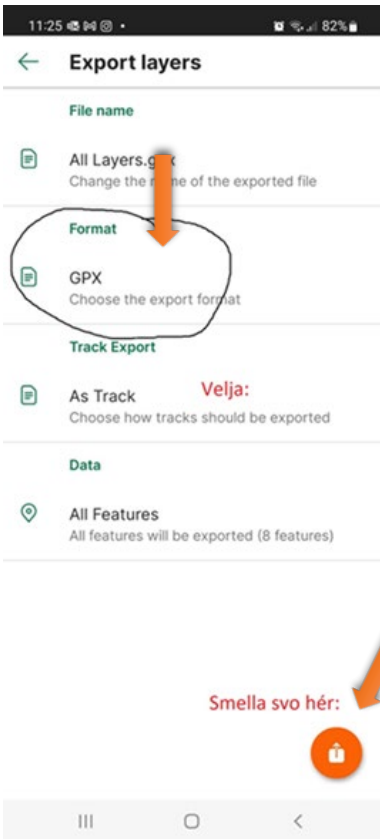 11:25 82%
Export layers
File name
All Layers.g x
Change the n me of the exported file
Format
GPX
Choose the export format
Track Export
As Track Velja:
Choose how tracks should be exported
Data
All Features
All features will be exported (8 features)
Smella svo hér: